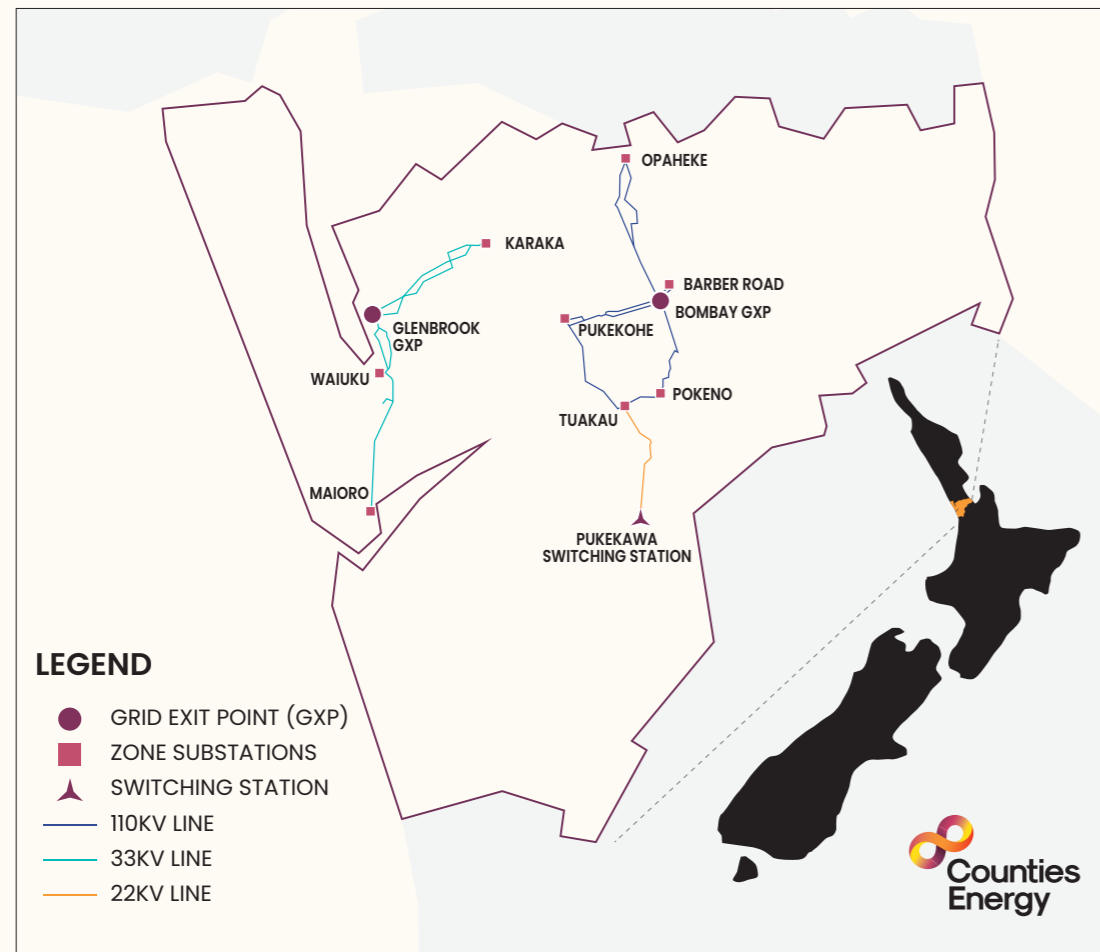 OPAHEKE
KARAKA
BARBER ROAD
BOMBAY GXP
GLENBROOK
GXP
PUKEKOHE
WAIUKU
POKENO
TUAKAU
MAIORO
PUKEKAWA
SWITCHING STATION
LEGEND
GRID EXIT POINT (GXP)
ZONE SUBSTATIONS
SWITCHING STATION
110KV LINE
33KV LINE
22KV LINE
Counties
Energy